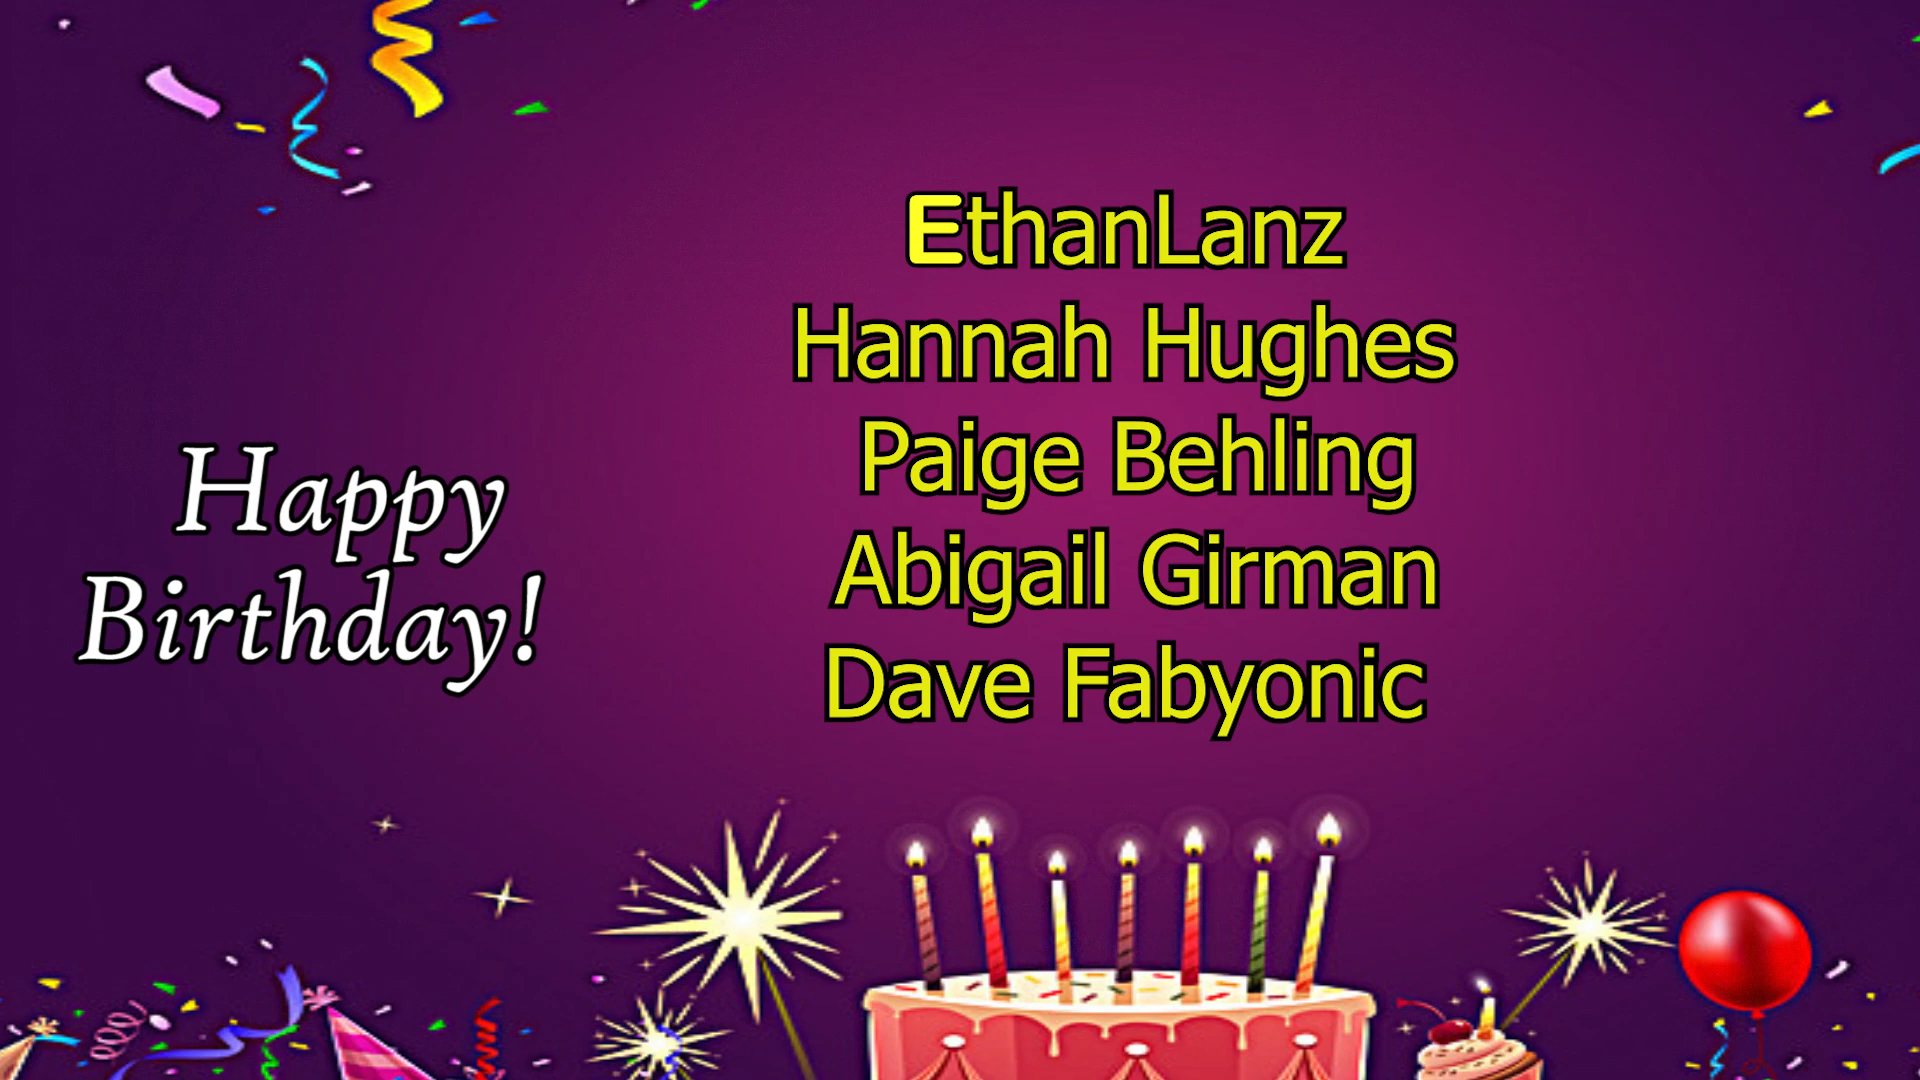 Happy
Birthday!
EthanLanz
Hannah Hughes
Paige Behling
Abigail Girman
Dave Fabyonic